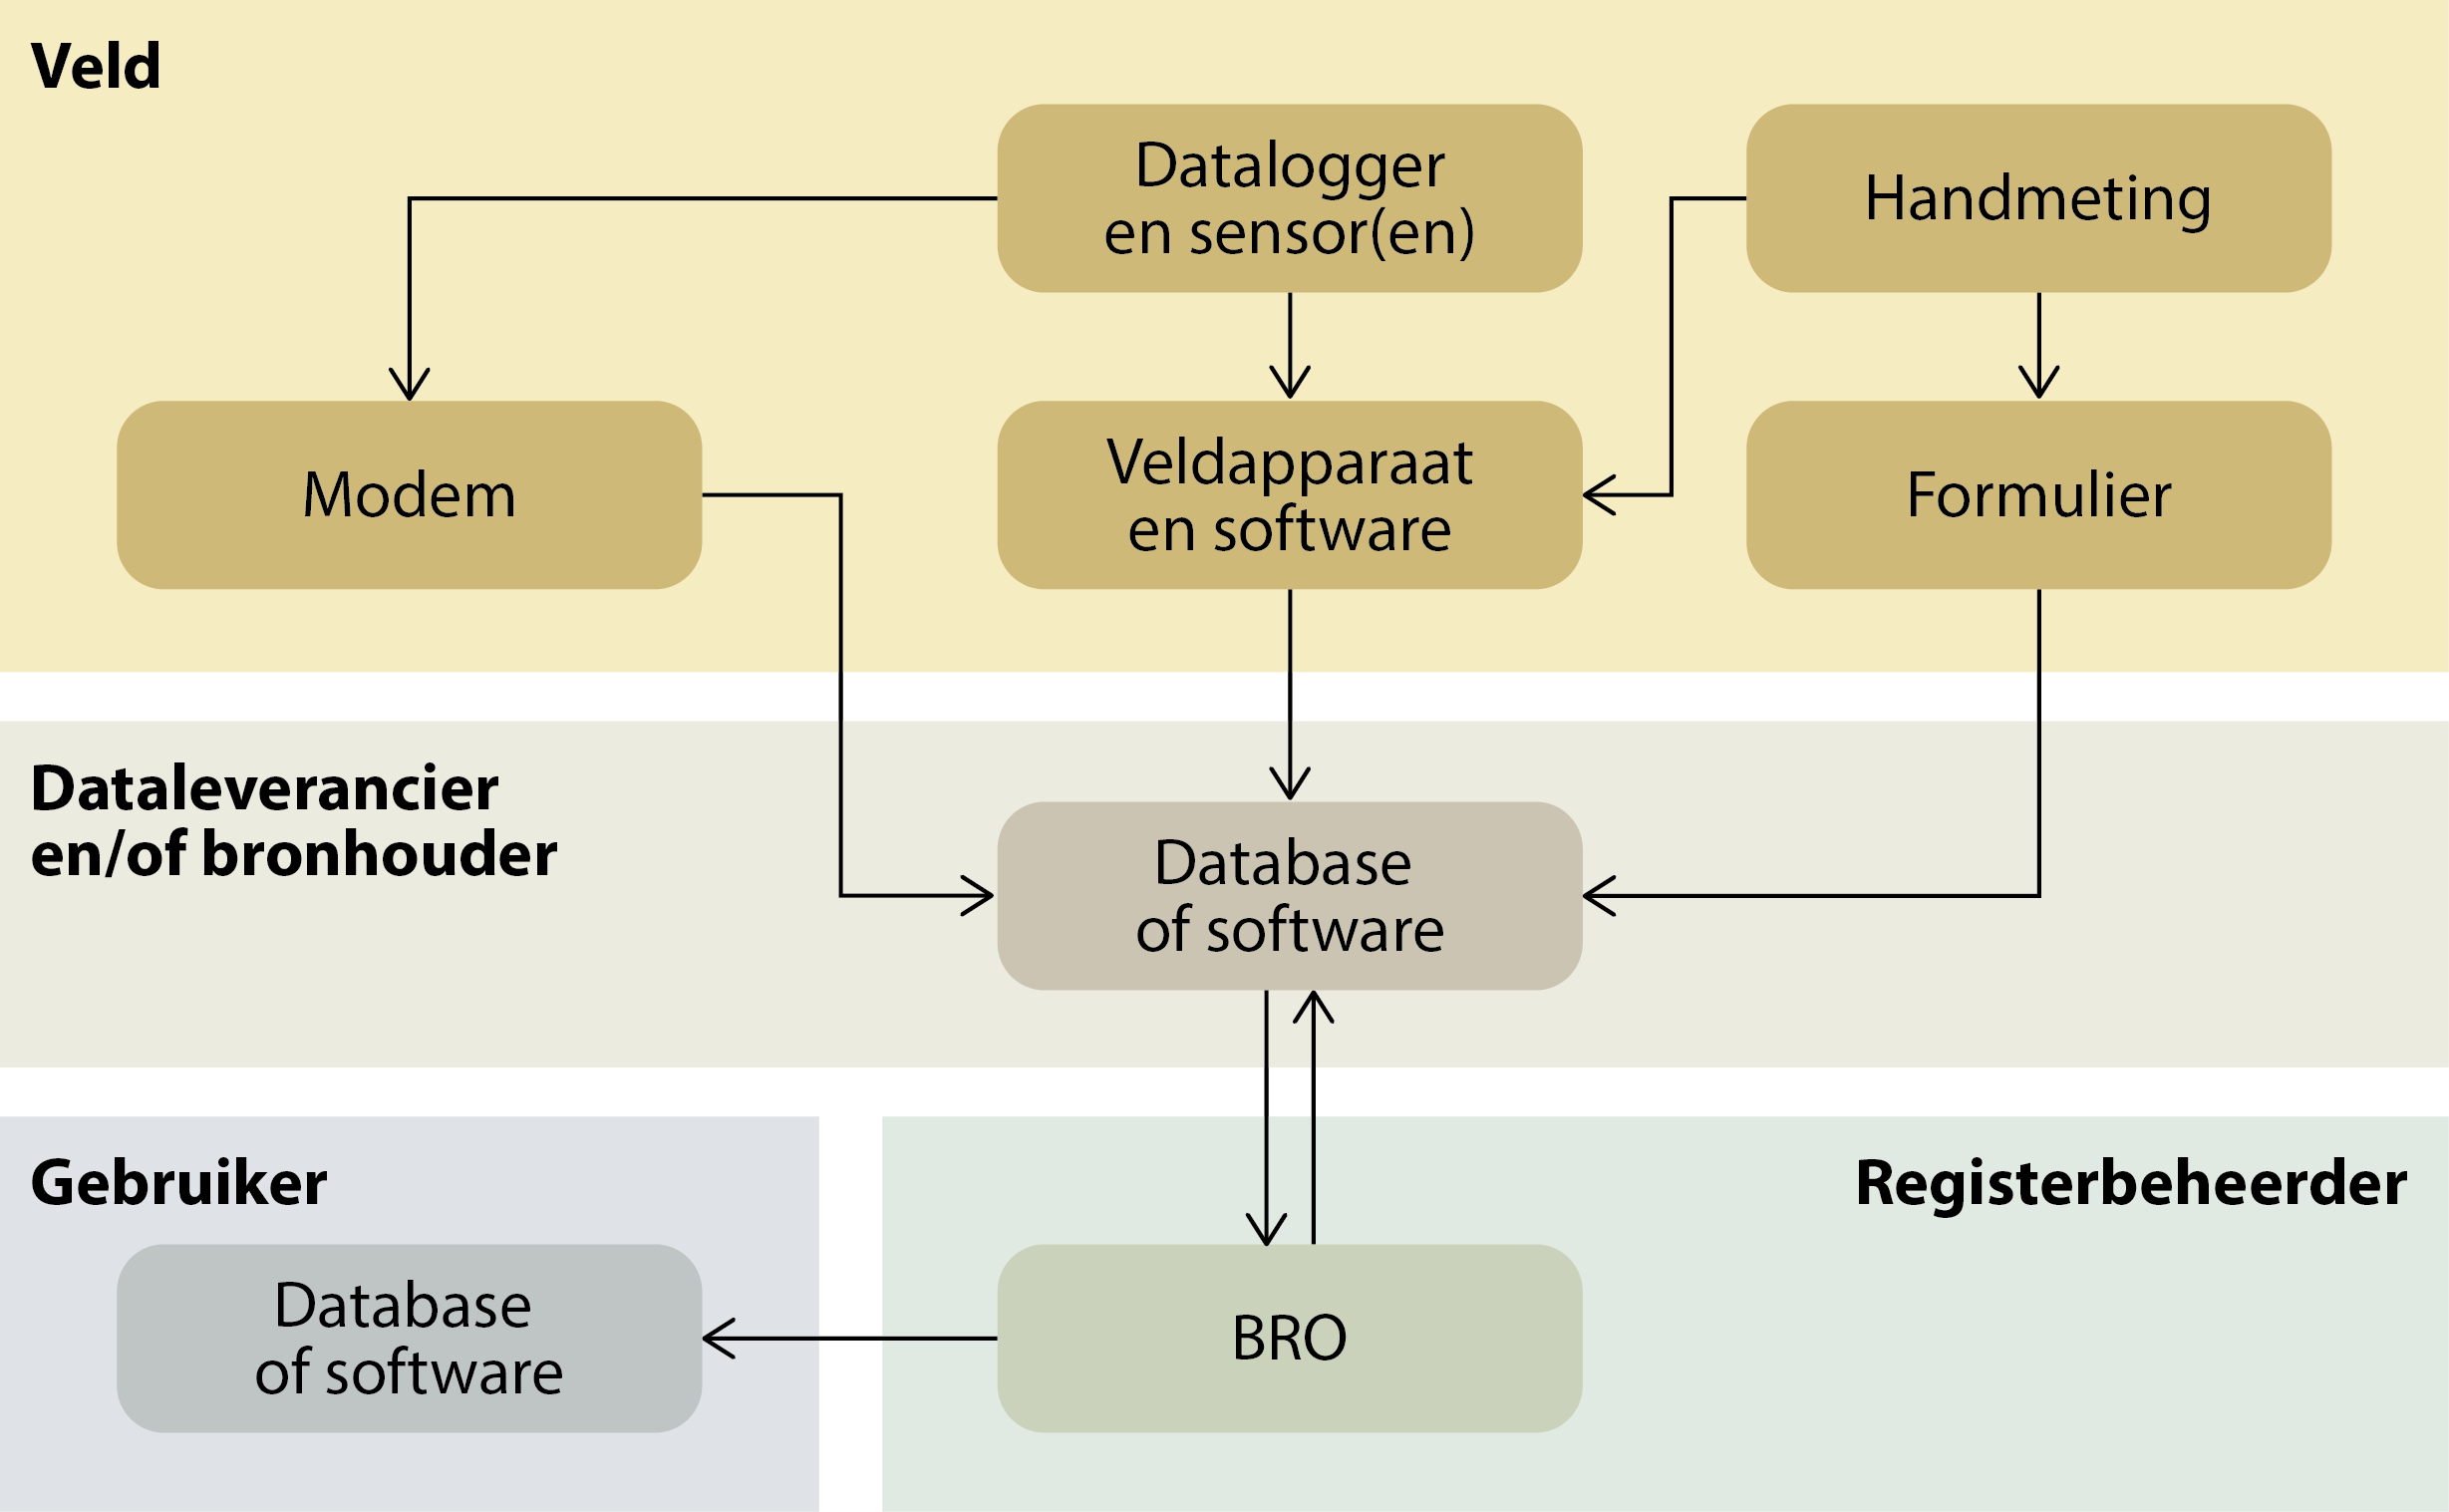 Veld
Datalogger
en sensor(en)
Handmeting
Modem
Veldapparaat
en software
Formulier
Dataleverancier
en/of bronhouder
Database
of software
Gebruiker
Registerbeheerder
Database
of software
BRO